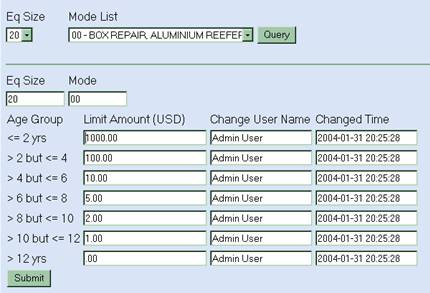 Eq Size Mode List
20 00 - BOX REPAIR, ALUMINIUM REEFER Query
Eq Size Mode
20 00
Age Group Limit Amount (USD) Change User Name Changed Time
<= 2 yrs 1000.00 Admin User 2004-01-31 20:25:28
> 2 but <= 4 100.00 Admin User 2004-01-31 20:25:28
> 4 but <= 6 10.00 Admin User 2004-01-31 20:25:28
> 6 but <= 8 5.00 Admin User 2004-01-31 20:25:28
> 8 but <= 10 2.00 Admin User 2004-01-31 20:25:28
> 10 but <= 12 1.00 Admin User 2004-01-31 20:25:28
> 12 yrs .00 Admin User 2004-01-31 20:25:28
Submit